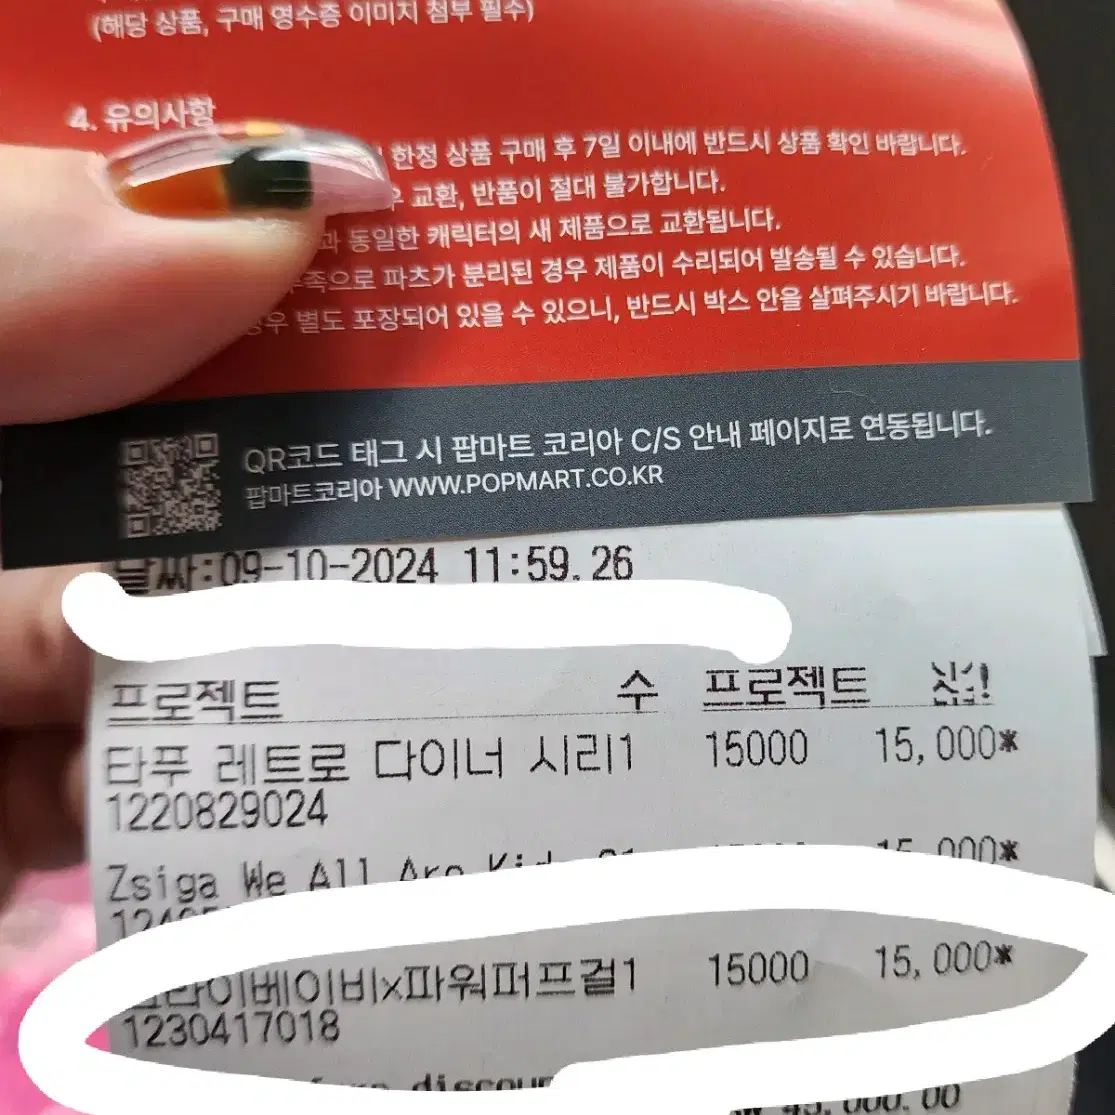 (해당 상품, 구매 영수증 이미지 첨부 필수)
4. 유의사항
한정 상품 구매 후 7일 이내에 반드시 상품 확인 바랍니다.
교환, 반품이 절대 불가합니다.
동일한 캐릭터의 새 제품으로 교환됩니다.
파츠가 분리된 경우 제품이 수리되어 발송될 수 있습니다.
별도 포장되어 있을 수 있으니, 반드시 박스 안을 살펴주시기 바랍니다.
QR코드 태그 시 팝마트 코리아 C/S 안내 페이지로 연동됩니다.
팝마트코리아 WWW.POPMART.CO.KR
날짜:09-10-2024 11:59.26
프로젝트 수 프로젝트
타푸 레트로 다이너 시리1 15000 15,000*
1220829024
Zsiga We All Are 15,000*
15000 15,000*
1230417018
45,000.00